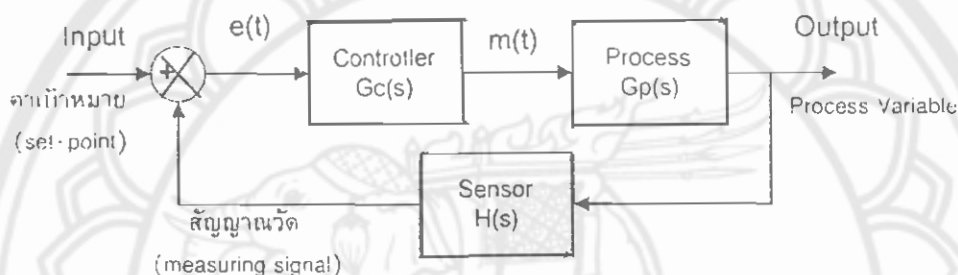 Input
e(t)
Controller
Gc(s)
m(t)
Process
Gp(s)
Output
+
ค่าเป้าหมาย
(set-point)
Process Variable
Sensor
H(s)
สัญญาณวัด
(measuring signal)